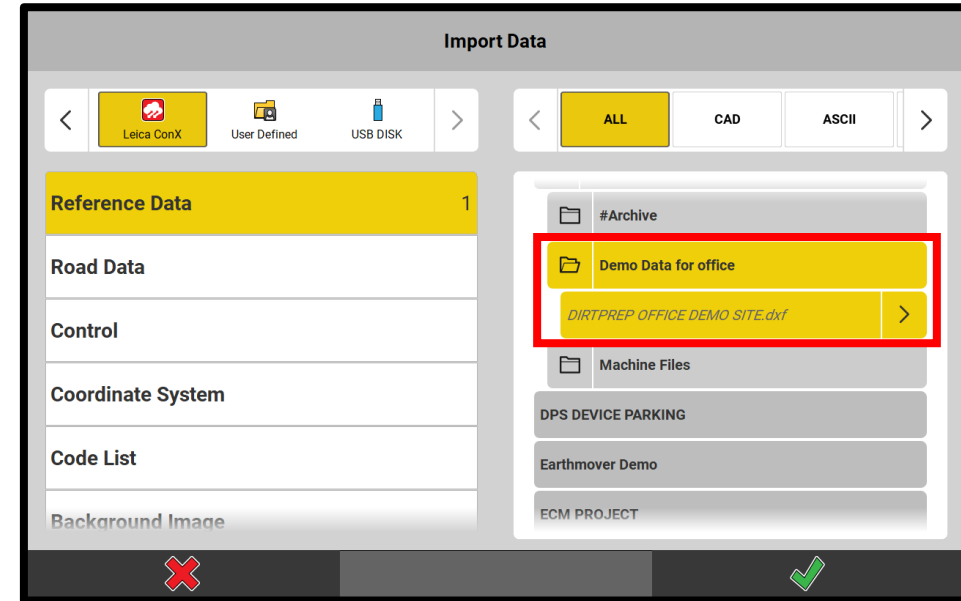 Import Data
Leica ConX
User Defined
USB DISK
ALL
CAD
ASCII
Reference Data 1
Road Data
Control
Coordinate System
Code List
Background Image
#Archive
Demo Data for office
DIRTPREP OFFICE DEMO SITE.dxf
Machine Files
DPS DEVICE PARKING
Earthmover Demo
ECM PROJECT